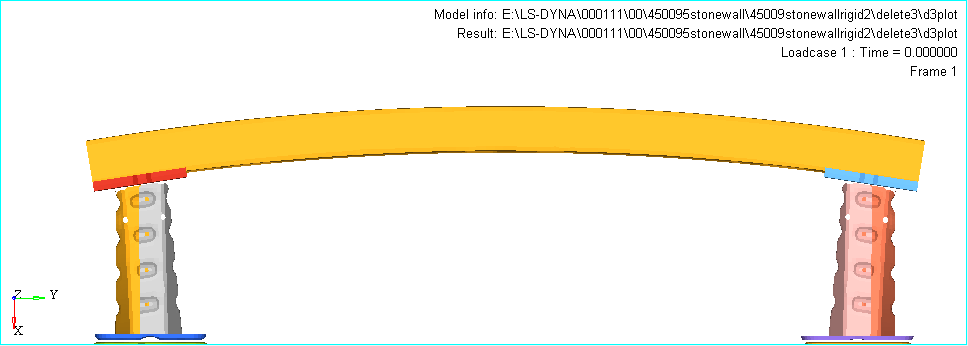 Model info: E:\LS-DYNA\000111\00\450095stonewall\45009stonewallrigid2\delete3\d3plot
Result: E:\LS-DYNA\000111\00\450095stonewall\45009stonewallrigid2\delete3\d3plot
Loadcase 1 : Time = 0.000000
Frame 1
Z Y
X